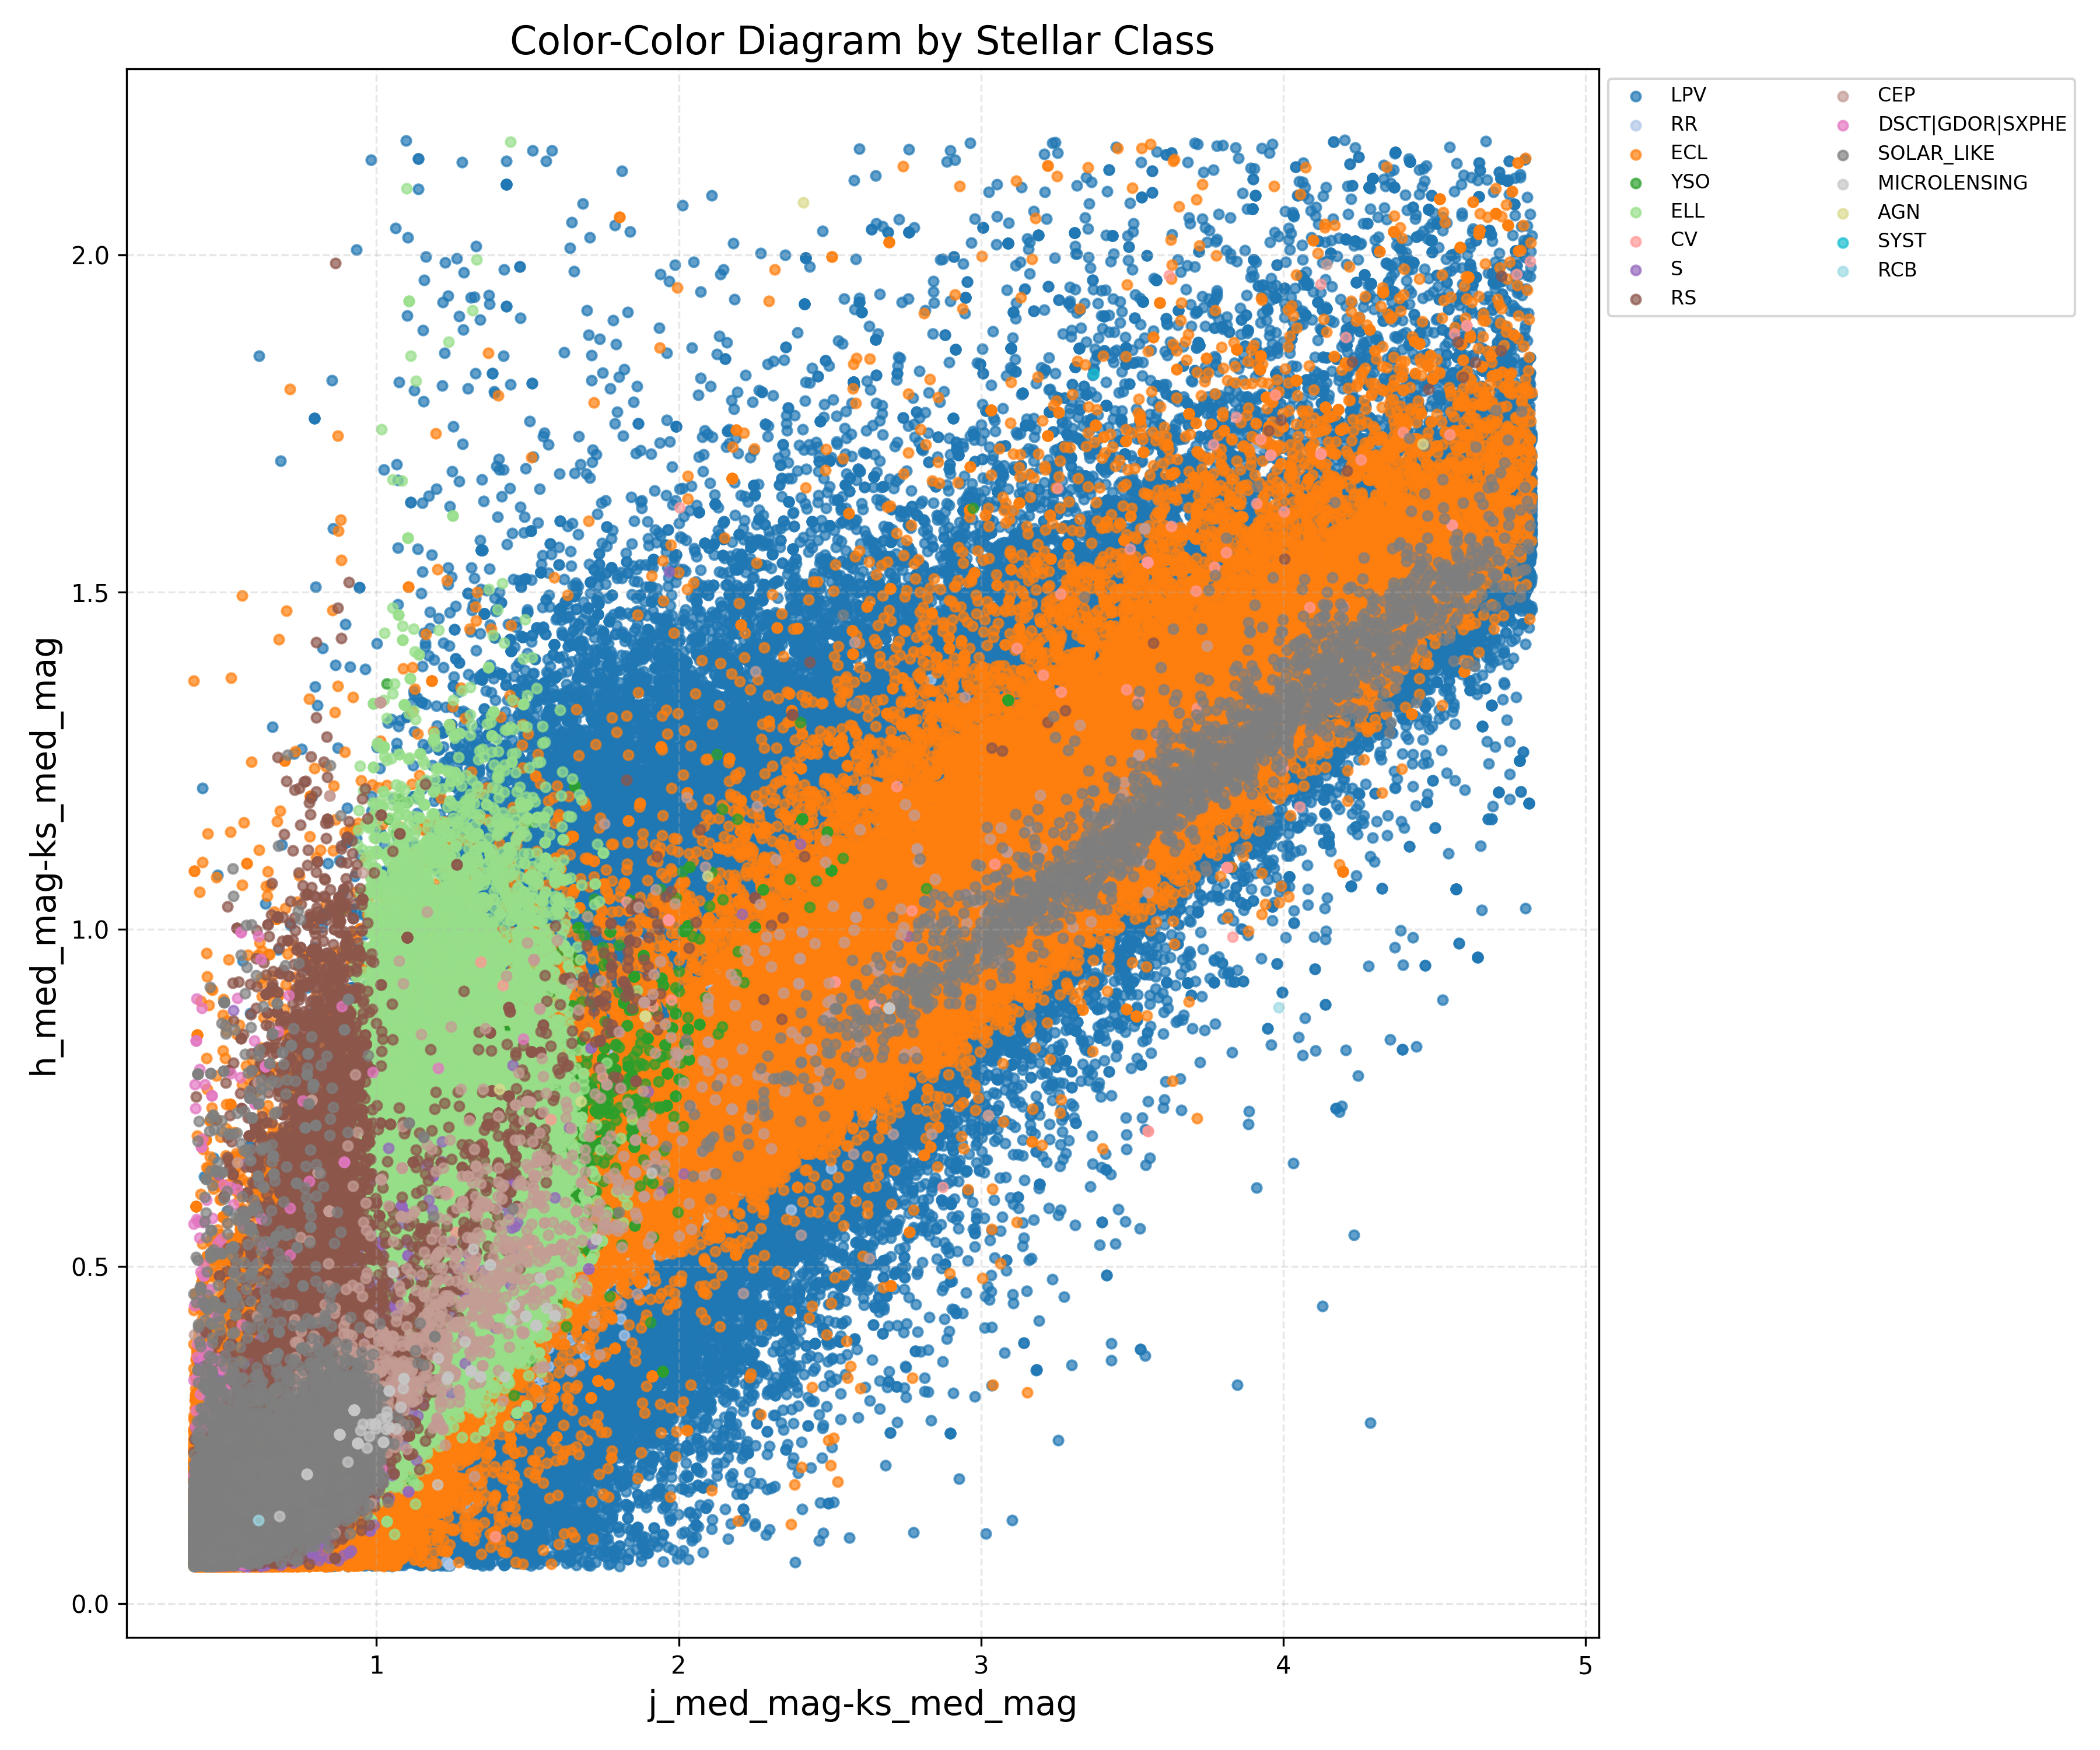 Color-Color Diagram by Stellar Class
h_med_mag-ks_med_mag
2.0
1.5
1.0
0.5
0.0
1 2 3 4 5
j_med_mag-ks_med_mag
LPV
RR
ECL
YSO
ELL
CV
S
RS
CEP
DSCT|GDOR|SXPHE
SOLAR_LIKE
MICROLENSING
AGN
SYST
RCB